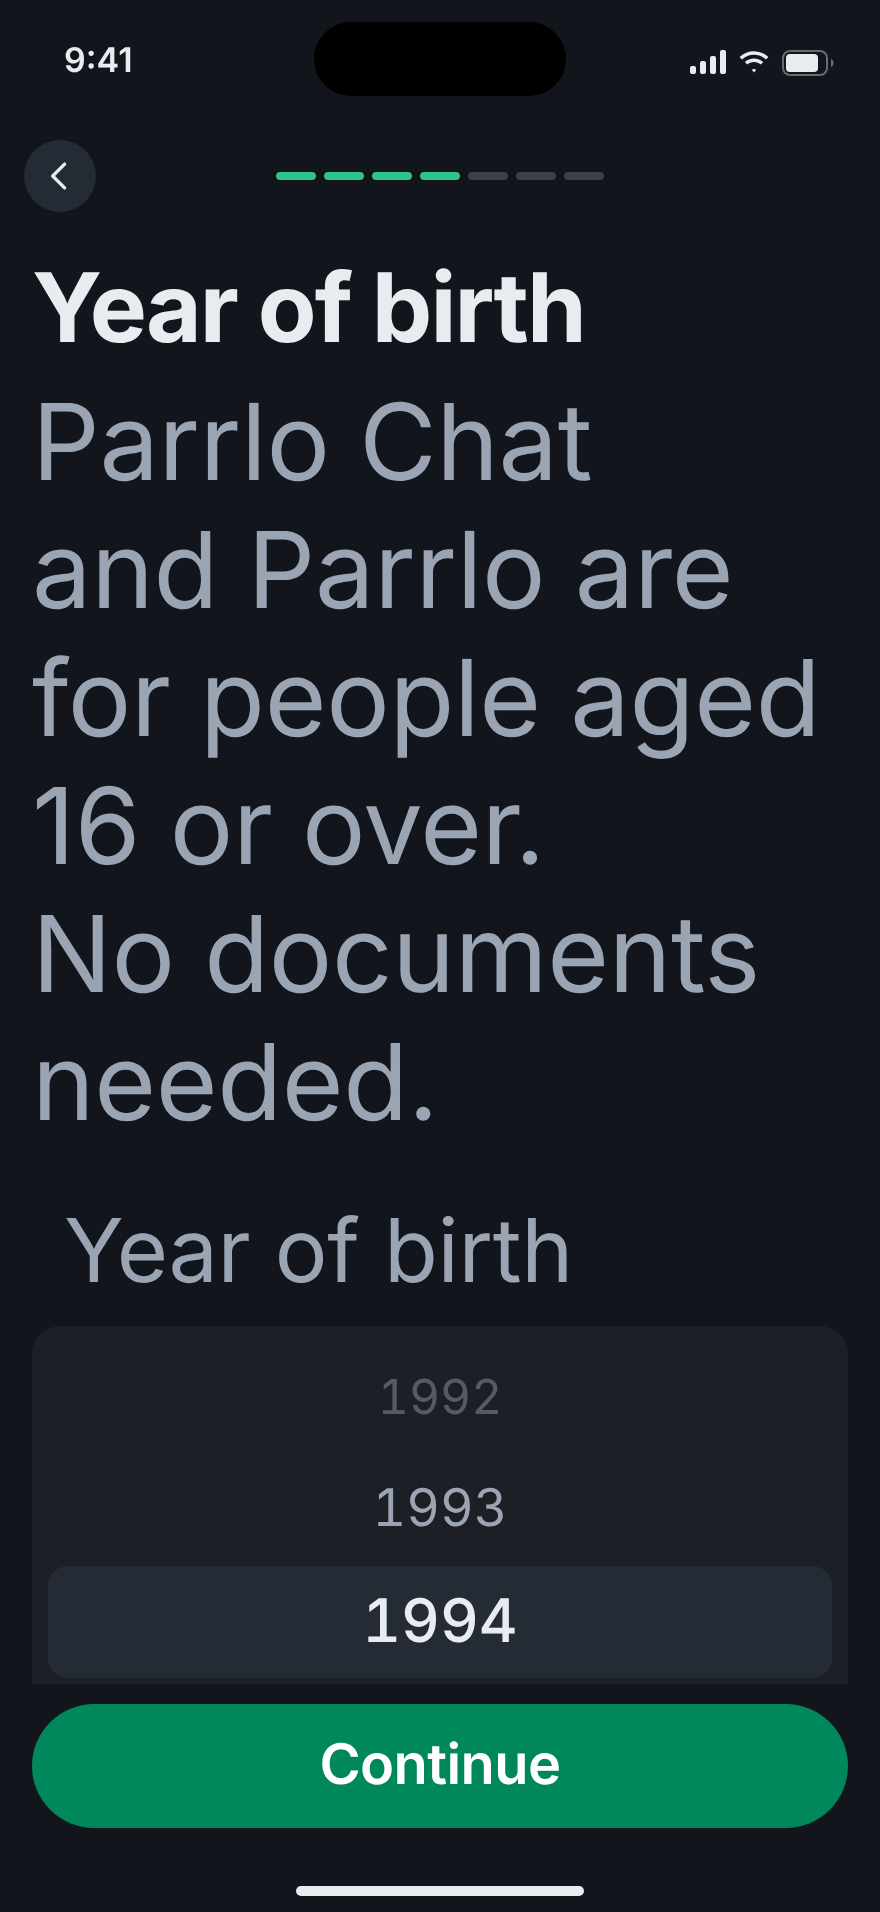 9:41
Year of birth
Parrlo Chat
and Parrlo are
for people aged
16 or over.
No documents
needed.
Year of birth
1992
1993
1994
Continue